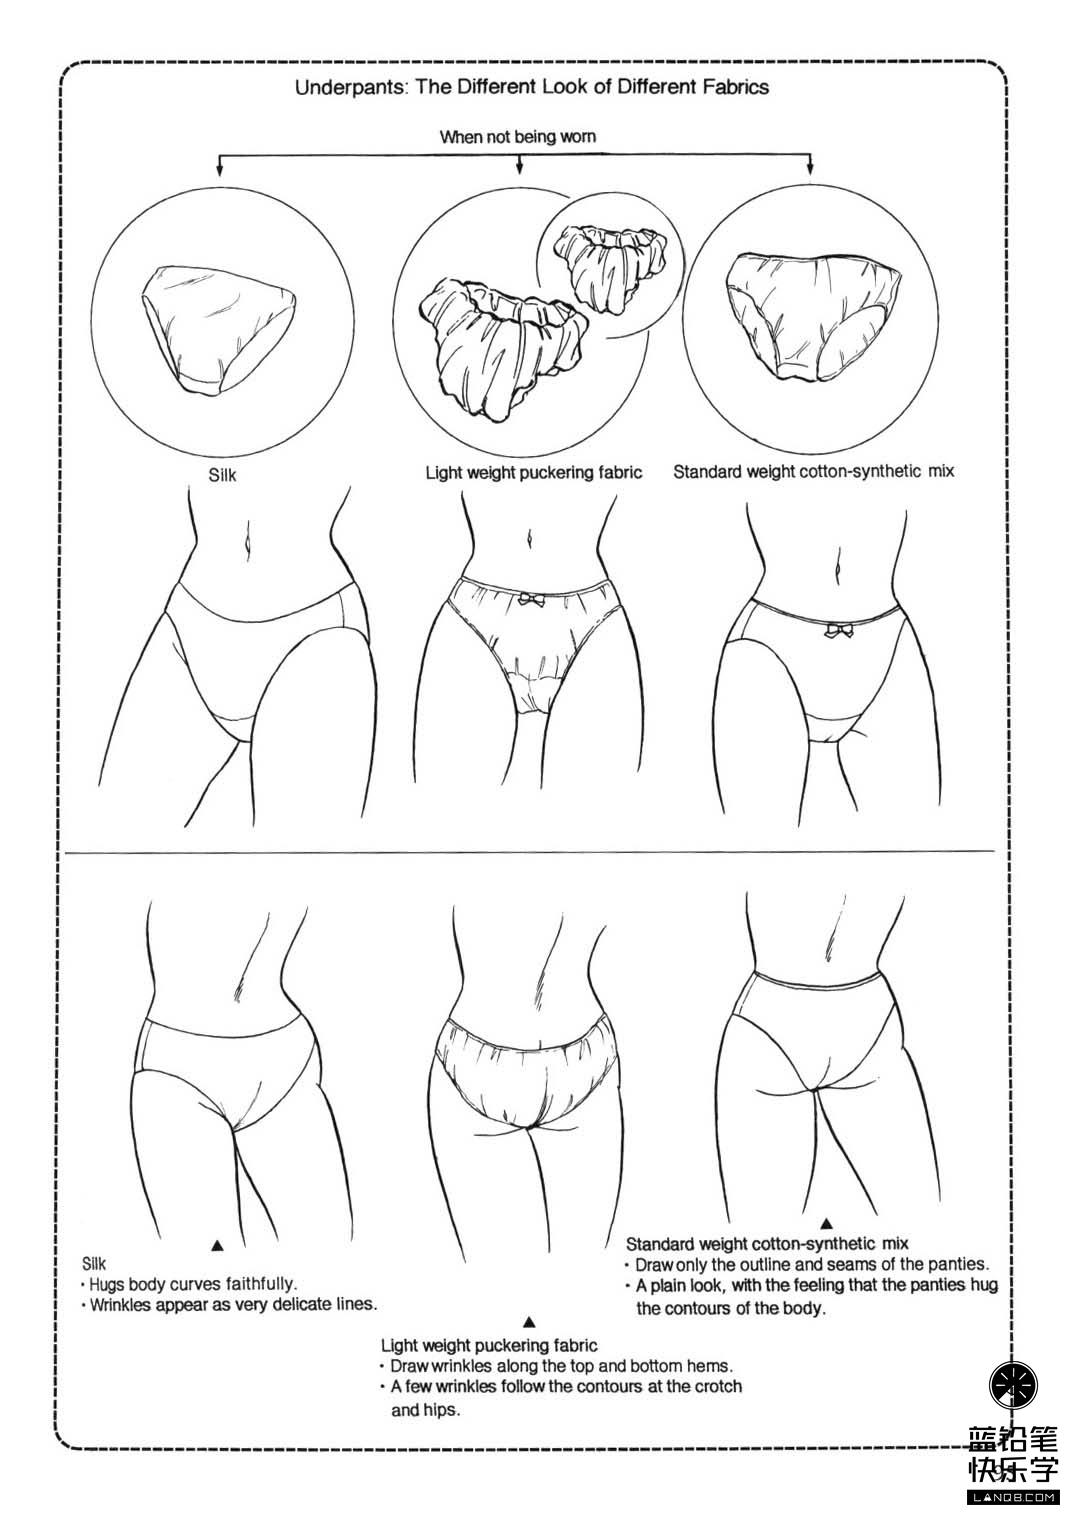 Underpants: The Different Look of Different Fabrics
When not being worn
Silk
Light weight puckering fabric
Standard weight cotton-synthetic mix
Silk
· Hugs body curves faithfully.
· Wrinkles appear as very delicate lines.
Light weight puckering fabric
· Draw wrinkles along the top and bottom hems.
· A few wrinkles follow the contours at the crotch
and hips.
Standard weight cotton-synthetic mix
· Draw only the outline and seams of the panties.
· A plain look, with the feeling that the panties hug
the contours of the body.
蓝铅笔
快乐学
LANQB.COM